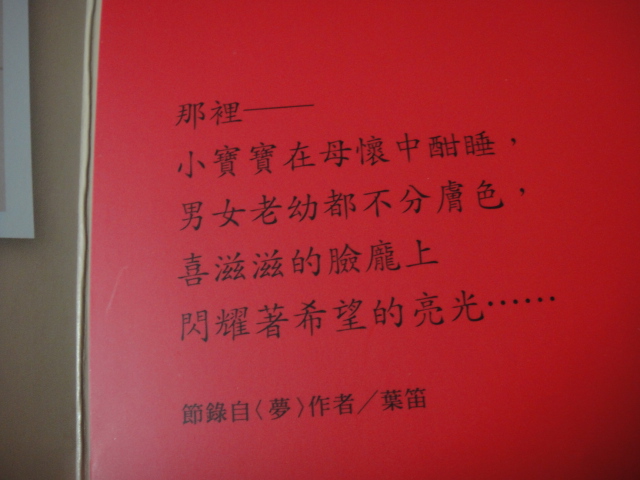 那裡——
小寶寶在母懷中酣睡，
男女老幼都不分膚色，
喜滋滋的臉龐上
閃耀著希望的亮光……
節錄自〈夢〉作者／葉笛